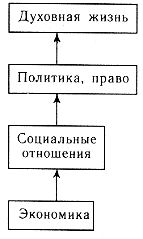 Духовная жизнь
Политика, право
Социальные
отношения
Экономика